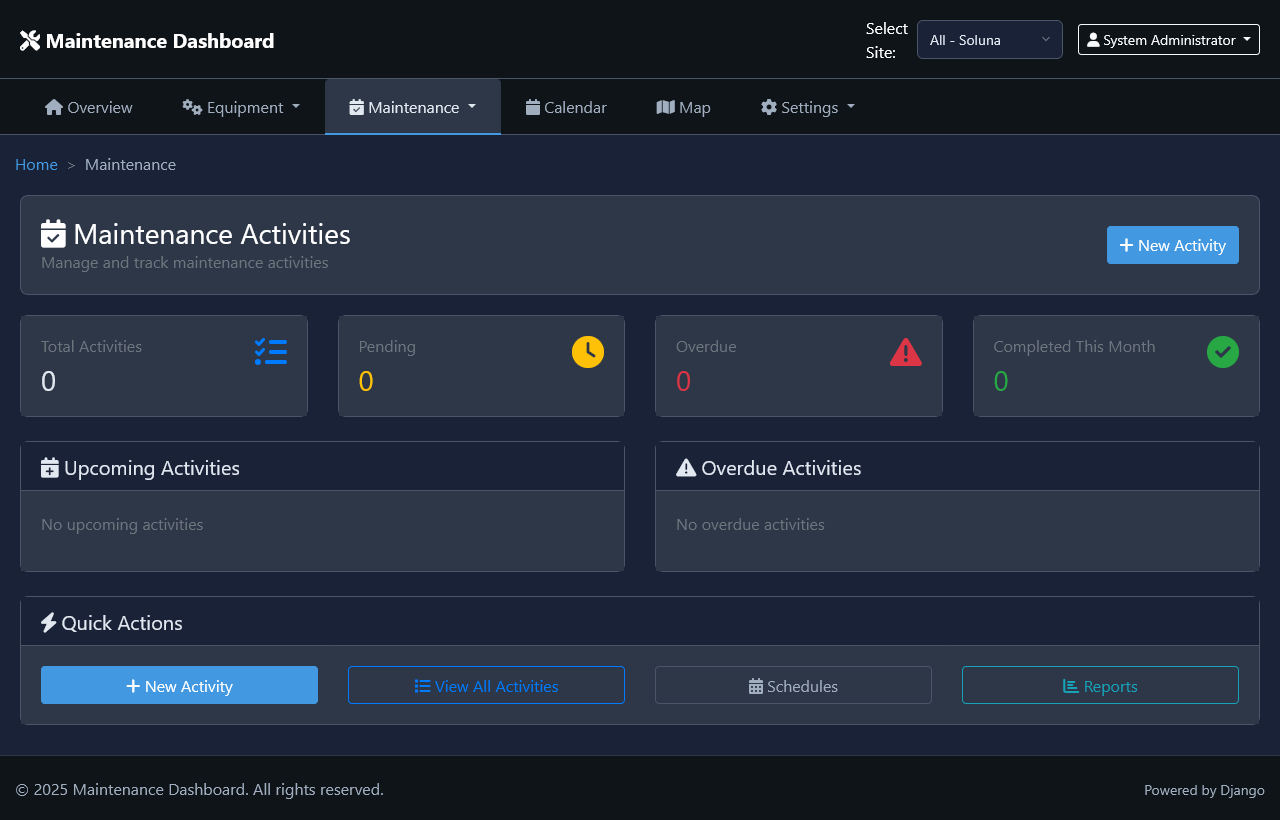 Maintenance Dashboard
Select Site:
All - Soluna
System Administrator
Overview
Equipment
Maintenance
Calendar
Map
Settings
Home > Maintenance
Maintenance Activities
Manage and track maintenance activities
New Activity
Total Activities
0
Pending
0
Overdue
0
Completed This Month
0
Upcoming Activities
No upcoming activities
Overdue Activities
No overdue activities
Quick Actions
New Activity
View All Activities
Schedules
Reports
© 2025 Maintenance Dashboard. All rights reserved.
Powered by Django